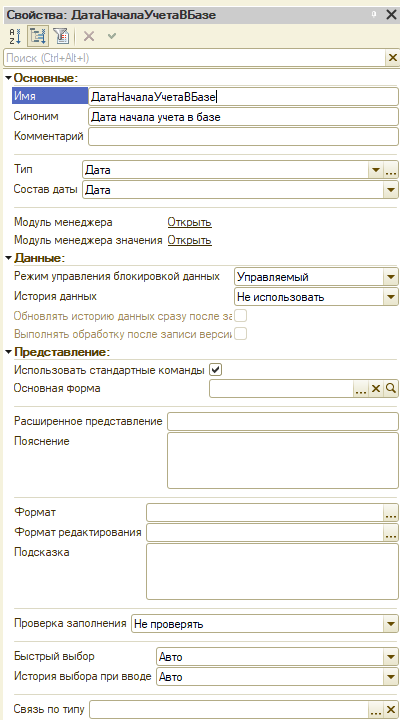 Свойства: ДатаНачалаУчетаВБазе
Поиск (Ctrl+Alt+I)
Основные:
Имя ДатаНачалаУчетаВБазе
Синоним Дата начала учета в базе
Комментарий
Тип Дата
Состав даты Дата
Модуль менеджера Открыть
Модуль менеджера значения Открыть
Данные:
Режим управления блокировкой данных Управляемый
История данных Не использовать
Обновлять историю данных сразу после за
Выполнять обработку после записи верси
Представление:
Использовать стандартные команды
Основная форма
Расширенное представление
Пояснение
Формат
Формат редактирования
Подсказка
Проверка заполнения Не проверять
Быстрый выбор Авто
История выбора при вводе Авто
Связь по типу